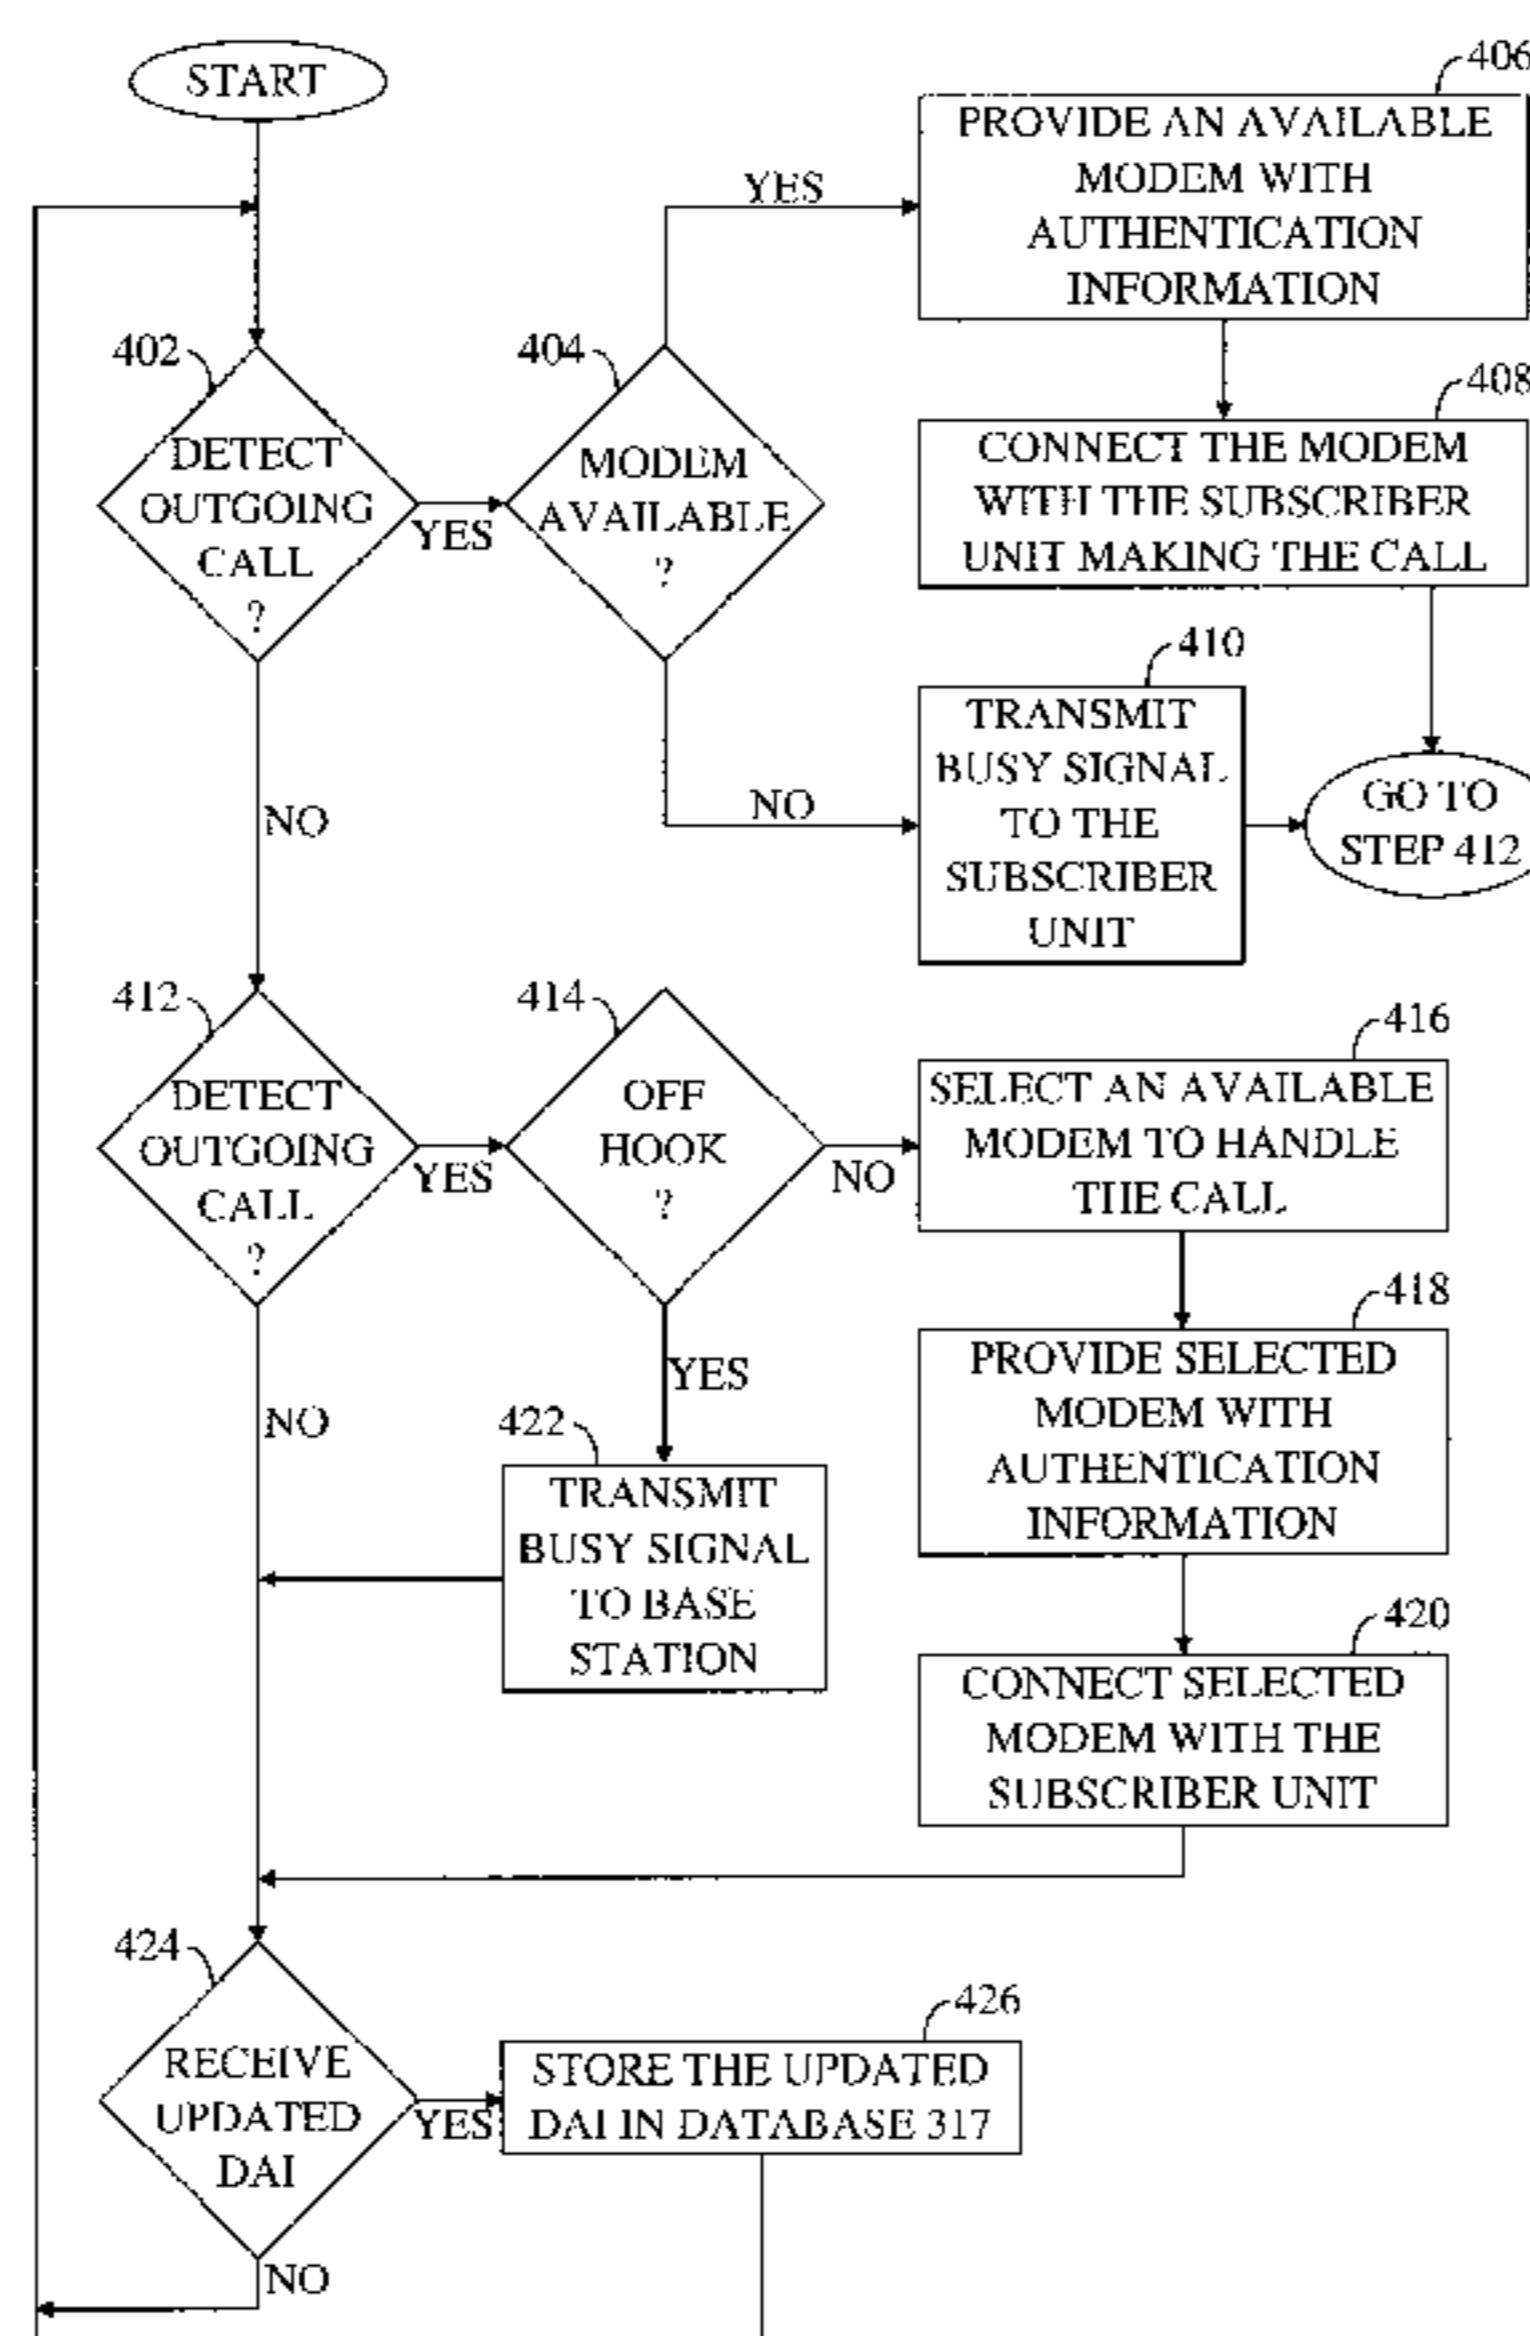 START
406
PROVIDE AN AVAILABLE
MODEM WITH
AUTHENTICATION
INFORMATION
YES
402
DETECT
OUTGOING
CALL
?
YES
404
MODEM
AVAILABLE
?
408
CONNECT THE MODEM
WITH THE SUBSCRIBER
UNIT MAKING THE CALL
410
TRANSMIT
BUSY SIGNAL
TO THE
SUBSCRIBER
UNIT
NO
NO
GO TO
STEP 412
412
DETECT
OUTGOING
CALL
?
YES
414
OFF
HOOK
?
NO
416
SELECT AN AVAILABLE
MODEM TO HANDLE
THE CALL
418
PROVIDE SELECTED
MODEM WITH
AUTHENTICATION
INFORMATION
YES
NO
422
TRANSMIT
BUSY SIGNAL
TO BASE
STATION
420
CONNECT SELECTED
MODEM WITH THE
SUBSCRIBER UNIT
424
RECEIVE
UPDATED
DAI
YES
426
STORE THE UPDATED
DAI IN DATABASE 317
NO